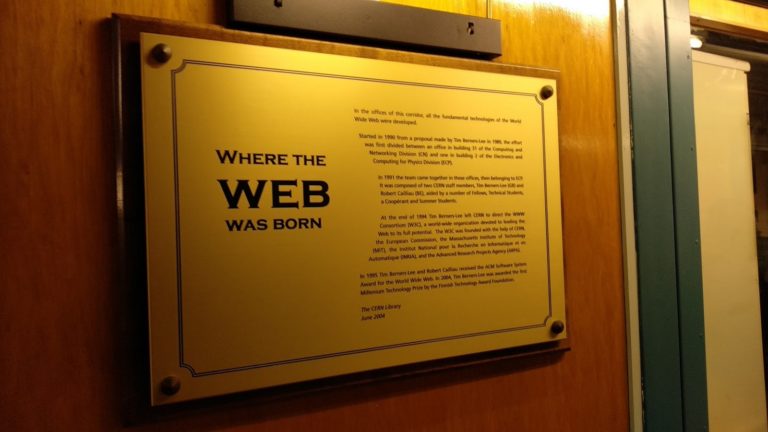 WHERE THE
WEB
WAS BORN
In the offices of this corridor, all the fundamental technologies of the World
Wide Web were developed.
Started in 1990 from a proposal made by Tim Berners-Lee in 1989, the effort
was first divided between an office in building 31 of the Computing and
Networking Division (CN) and one in building 2 of the Electronics and
Computing for Physics Division (ECP).
In 1991 the team came together in these offices, then belonging to ECP.
It was composed of two CERN staff members, Tim Berners-Lee (GB) and
Robert Cailliau (BE), aided by a number of Fellows, Technical Students,
a Coopérant and Summer Students.
At the end of 1994 Tim Berners-Lee left CERN to direct the WWW
Consortium (W3C), a world-wide organization devoted to leading the
Web to its full potential. The W3C was founded with the help of CERN,
the European Commission, the Massachusetts Institute of Technology
(MIT), the Institut National pour la Recherche en Informatique et en
Automatique (INRIA), and the Advanced Research Projects Agency (ARPA).
In 1995 Tim Berners-Lee and Robert Cailliau received the ACM Software System
Award for the World Wide Web. In 2004, Tim Berners-Lee was awarded the first
Millenium Technology Prize by the Finnish Technology Award Foundation.
The CERN Library
June 2004